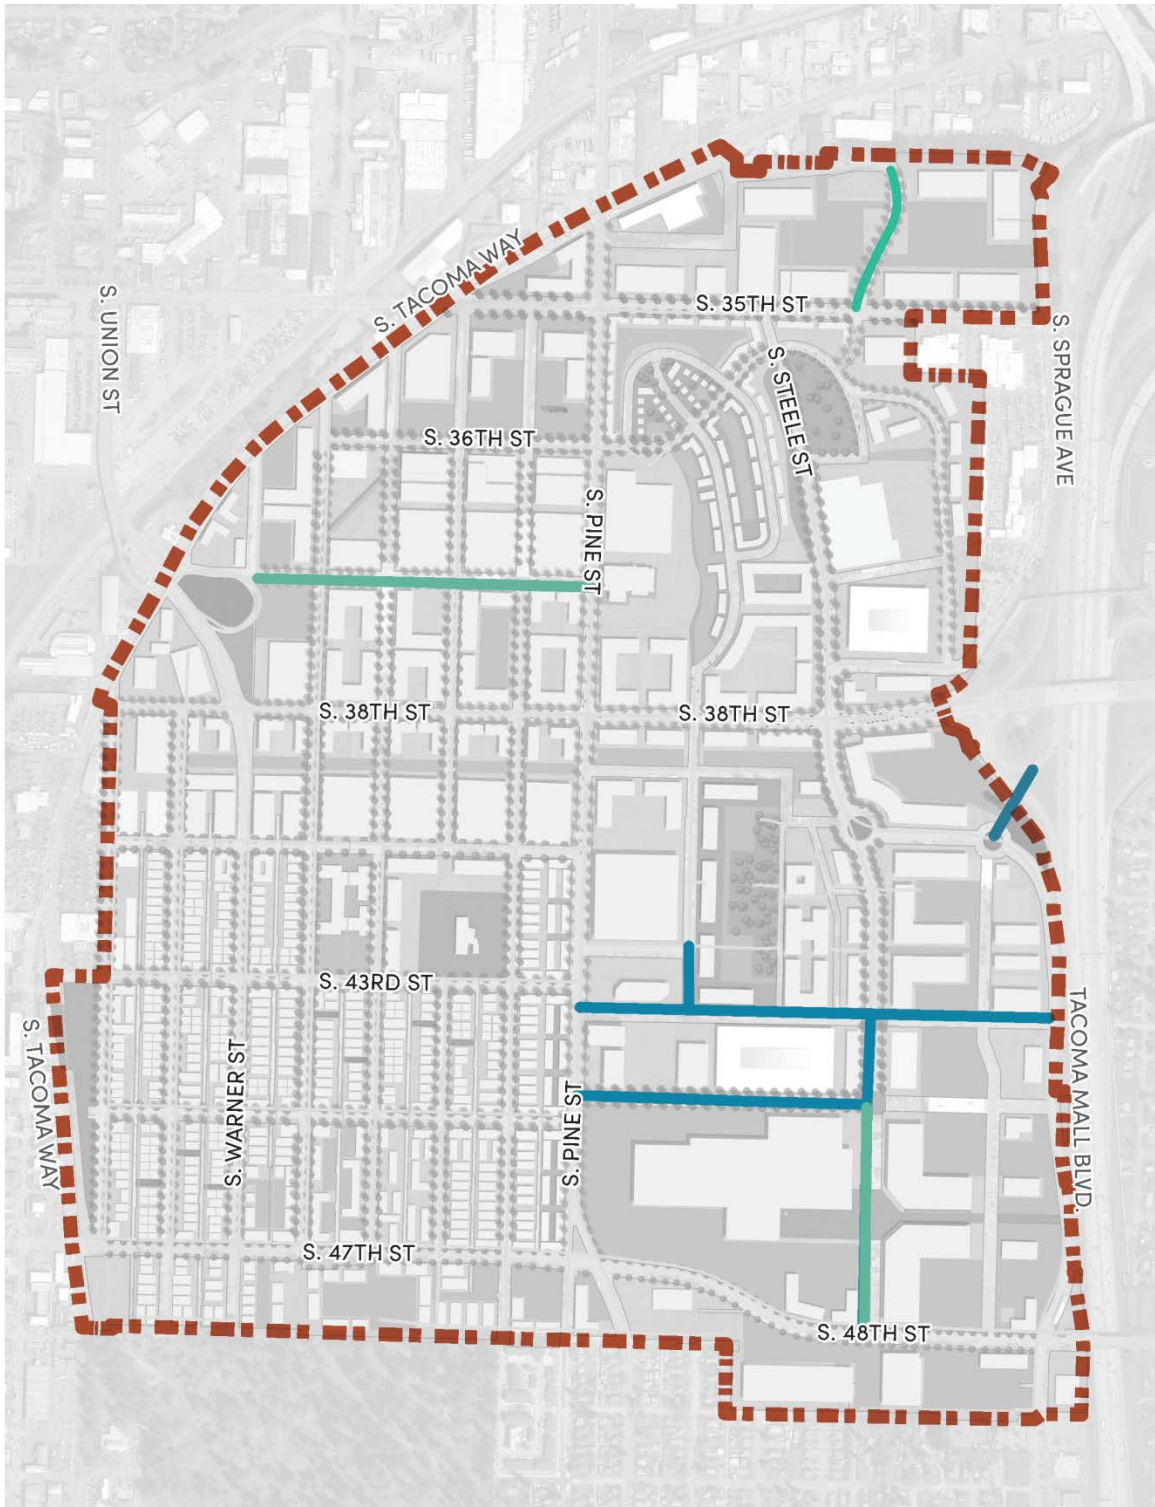 S. TACOMA WAY
S. UNION ST
S. 35TH ST
S. SPRAGUE AVE
S. STEELE ST
S. 36TH ST
S. PINE ST
S. 38TH ST
S. 38TH ST
S. 43RD ST
S. TACOMA WAY
S. WARNER ST
S. PINE ST
TACOMA MALL BLVD.
S. 47TH ST
S. 48TH ST